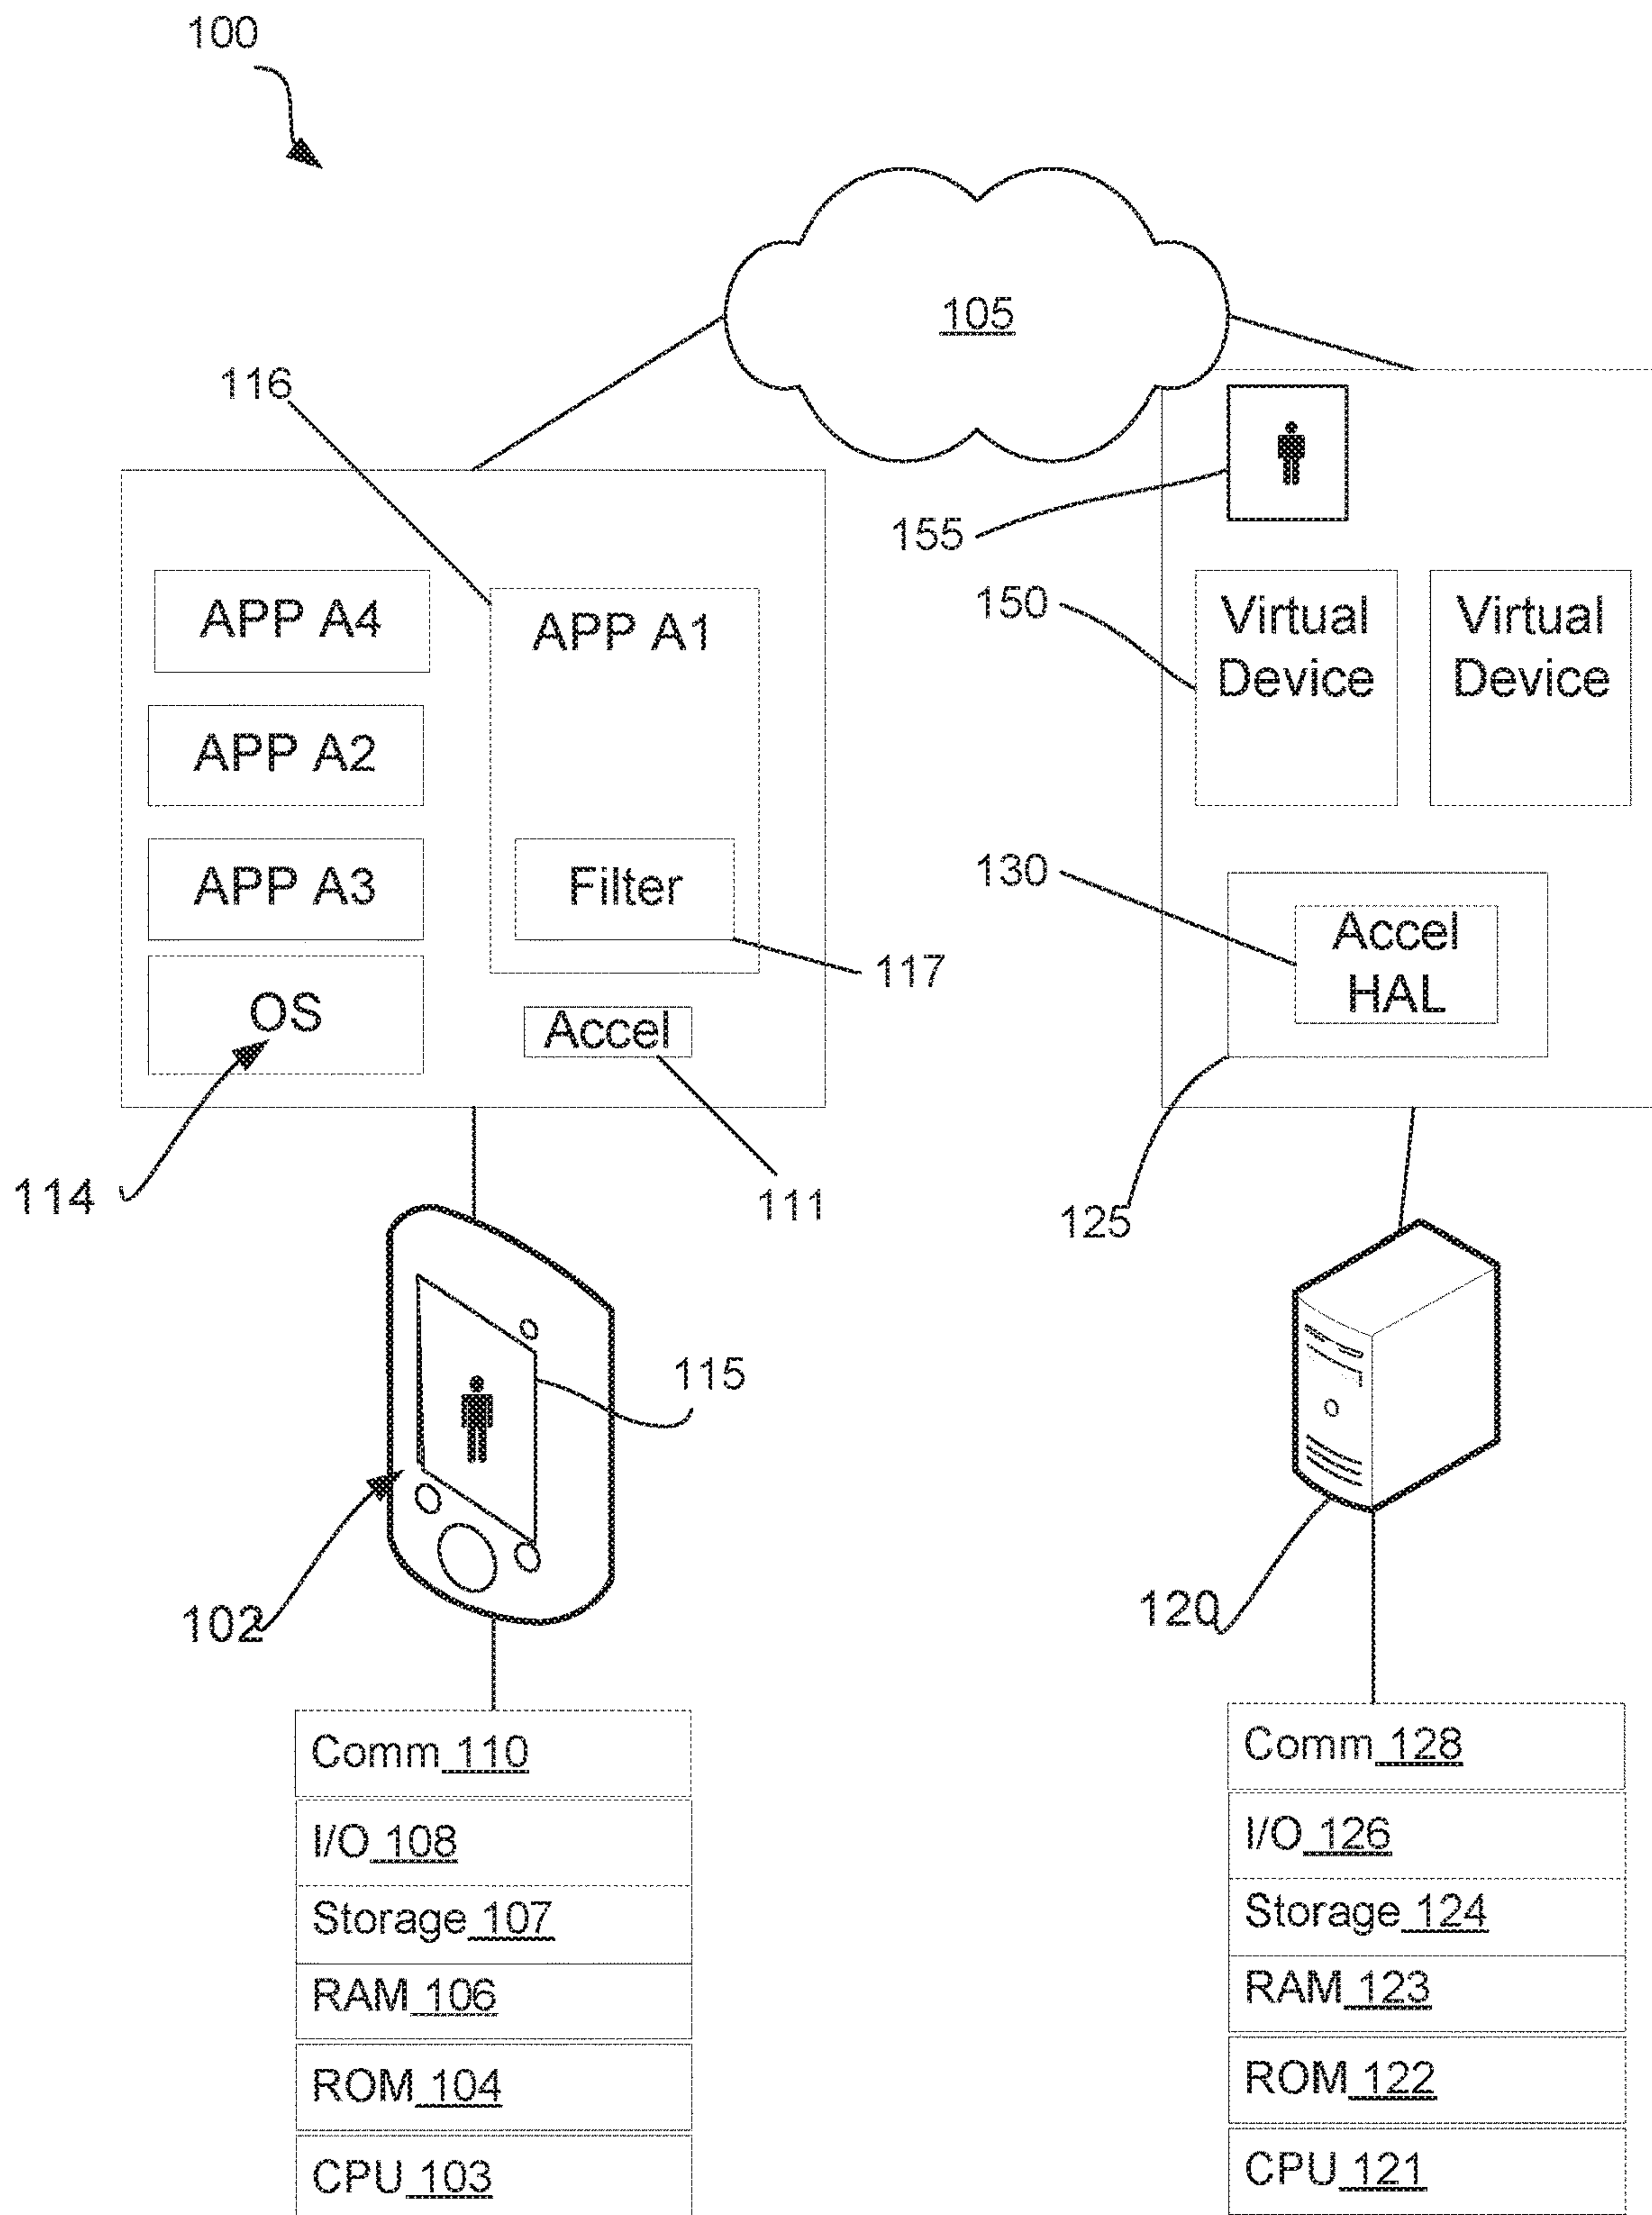 100
105
116
155
APP A4
APP A1
150
Virtual
Device
Virtual
Device
APP A2
APP A3
Filter
130
Accel
HAL
117
OS
Accel
114
111
125
115
102
120
Comm 110
I/O 108
Storage 107
RAM 106
ROM 104
CPU 103
Comm 128
I/O 126
Storage 124
RAM 123
ROM 122
CPU 121